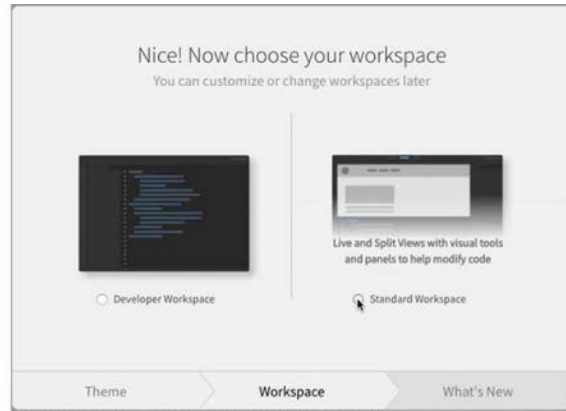 Nice! Now choose your workspace
You can customize or change workspaces later
Live and Split Views with visual tools
and panels to help modify code
Developer Workspace
Standard Workspace
Theme
Workspace
What's New